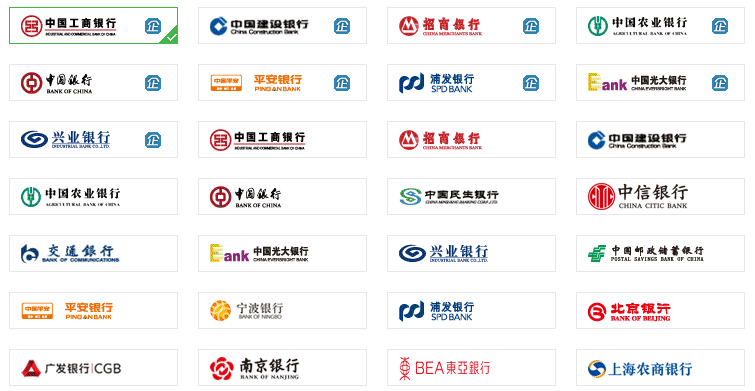 中国工商银行
INDUSTRIAL AND COMMERCIAL BANK OF CHINA
企
中国建设银行
China Construction Bank
企
招商银行
CHINA MERCHANTS BANK
企
中国农业银行
AGRICULTURAL BANK OF CHINA
企
中国银行
BANK OF CHINA
企
中国平安
平安银行
PING AN BANK
企
浦发银行
SPD BANK
企
Bank
中国光大银行
CHINA EVERBRIGHT BANK
企
兴业银行
INDUSTRIAL BANK CO.,LTD.
企
中国工商银行
INDUSTRIAL AND COMMERCIAL BANK OF CHINA
招商银行
CHINA MERCHANTS BANK
中国建设银行
China Construction Bank
中国农业银行
AGRICULTURAL BANK OF CHINA
中国银行
BANK OF CHINA
中国民生银行
CHINA MINSHENG BANKING CORP.,LTD.
中信银行
CHINA CITIC BANK
交通銀行
BANK OF COMMUNICATIONS
Bank
中国光大银行
CHINA EVERBRIGHT BANK
兴业银行
INDUSTRIAL BANK CO.,LTD.
中国邮政储蓄银行
POSTAL SAVINGS BANK OF CHINA
中国平安
平安银行
PING AN BANK
宁波银行
BANK OF NINGBO
浦发银行
SPD BANK
北京银行
BANK OF BEIJING
广发银行|CGB
南京银行
BANK OF NANJING
BEA東亞銀行
上海农商银行